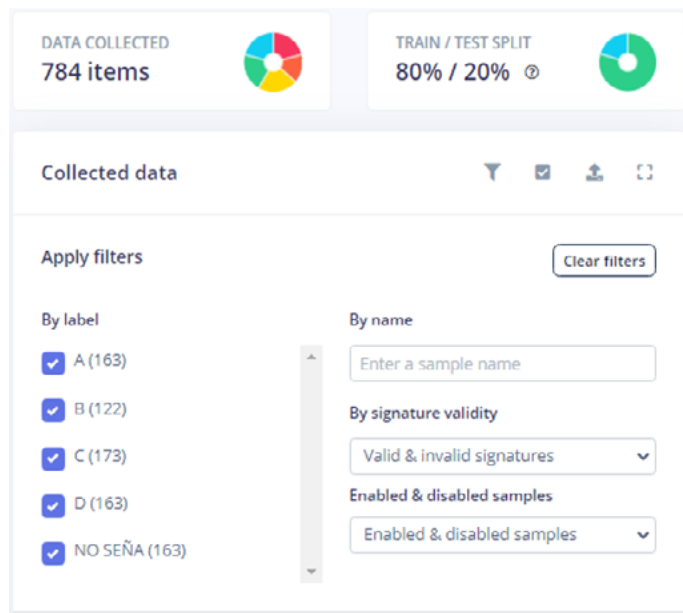 DATA COLLECTED
784 items
TRAIN / TEST SPLIT
80% / 20%
Collected data
Apply filters
Clear filters
By label
A (163)
B (122)
C (173)
D (163)
NO SEÑA (163)
By name
Enter a sample name
By signature validity
Valid & invalid signatures
Enabled & disabled samples
Enabled & disabled samples